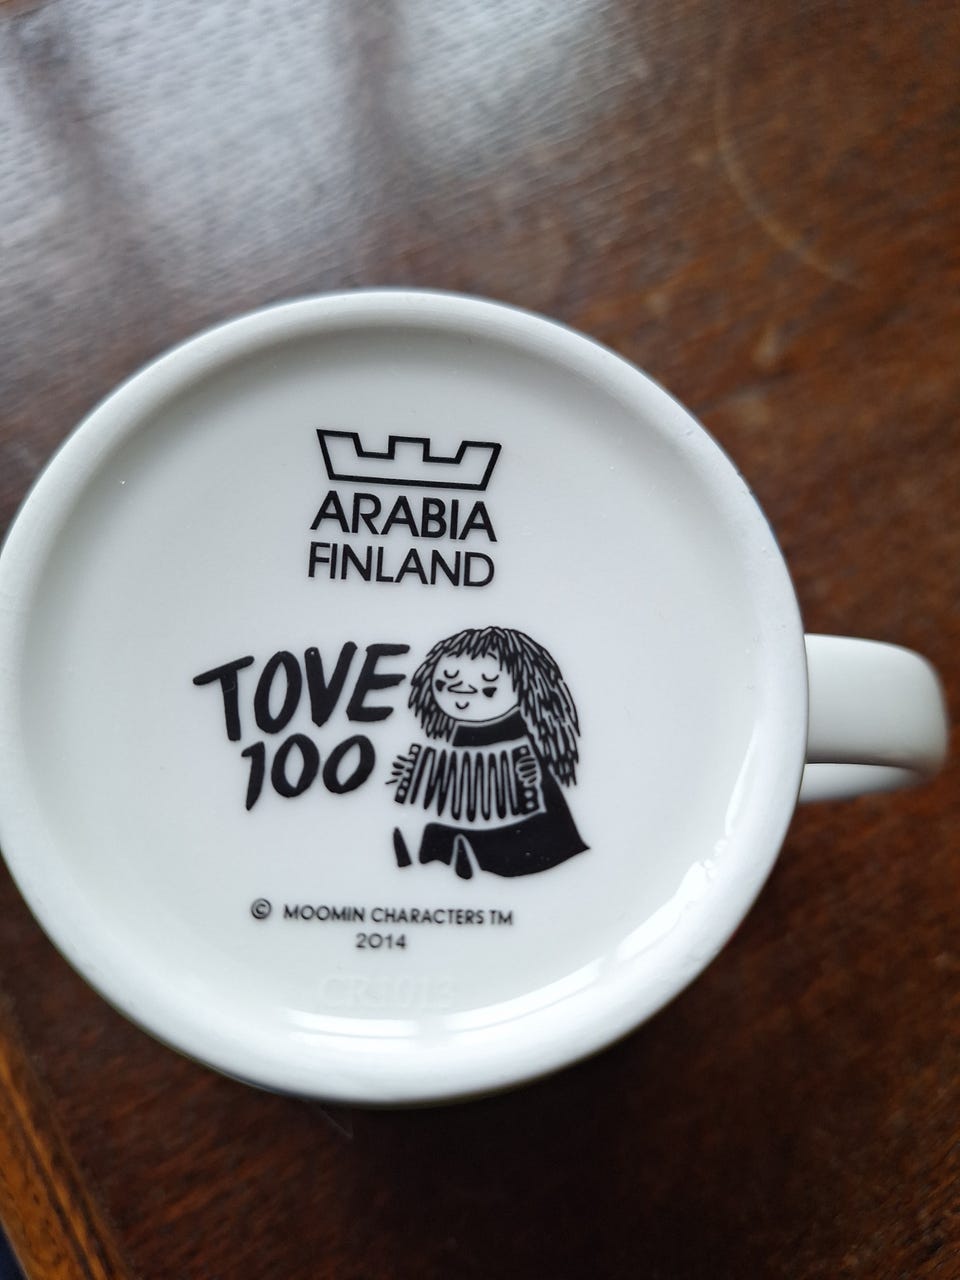 ARABIA
FINLAND
TOVE
100
© MOOMIN CHARACTERS TM
2014